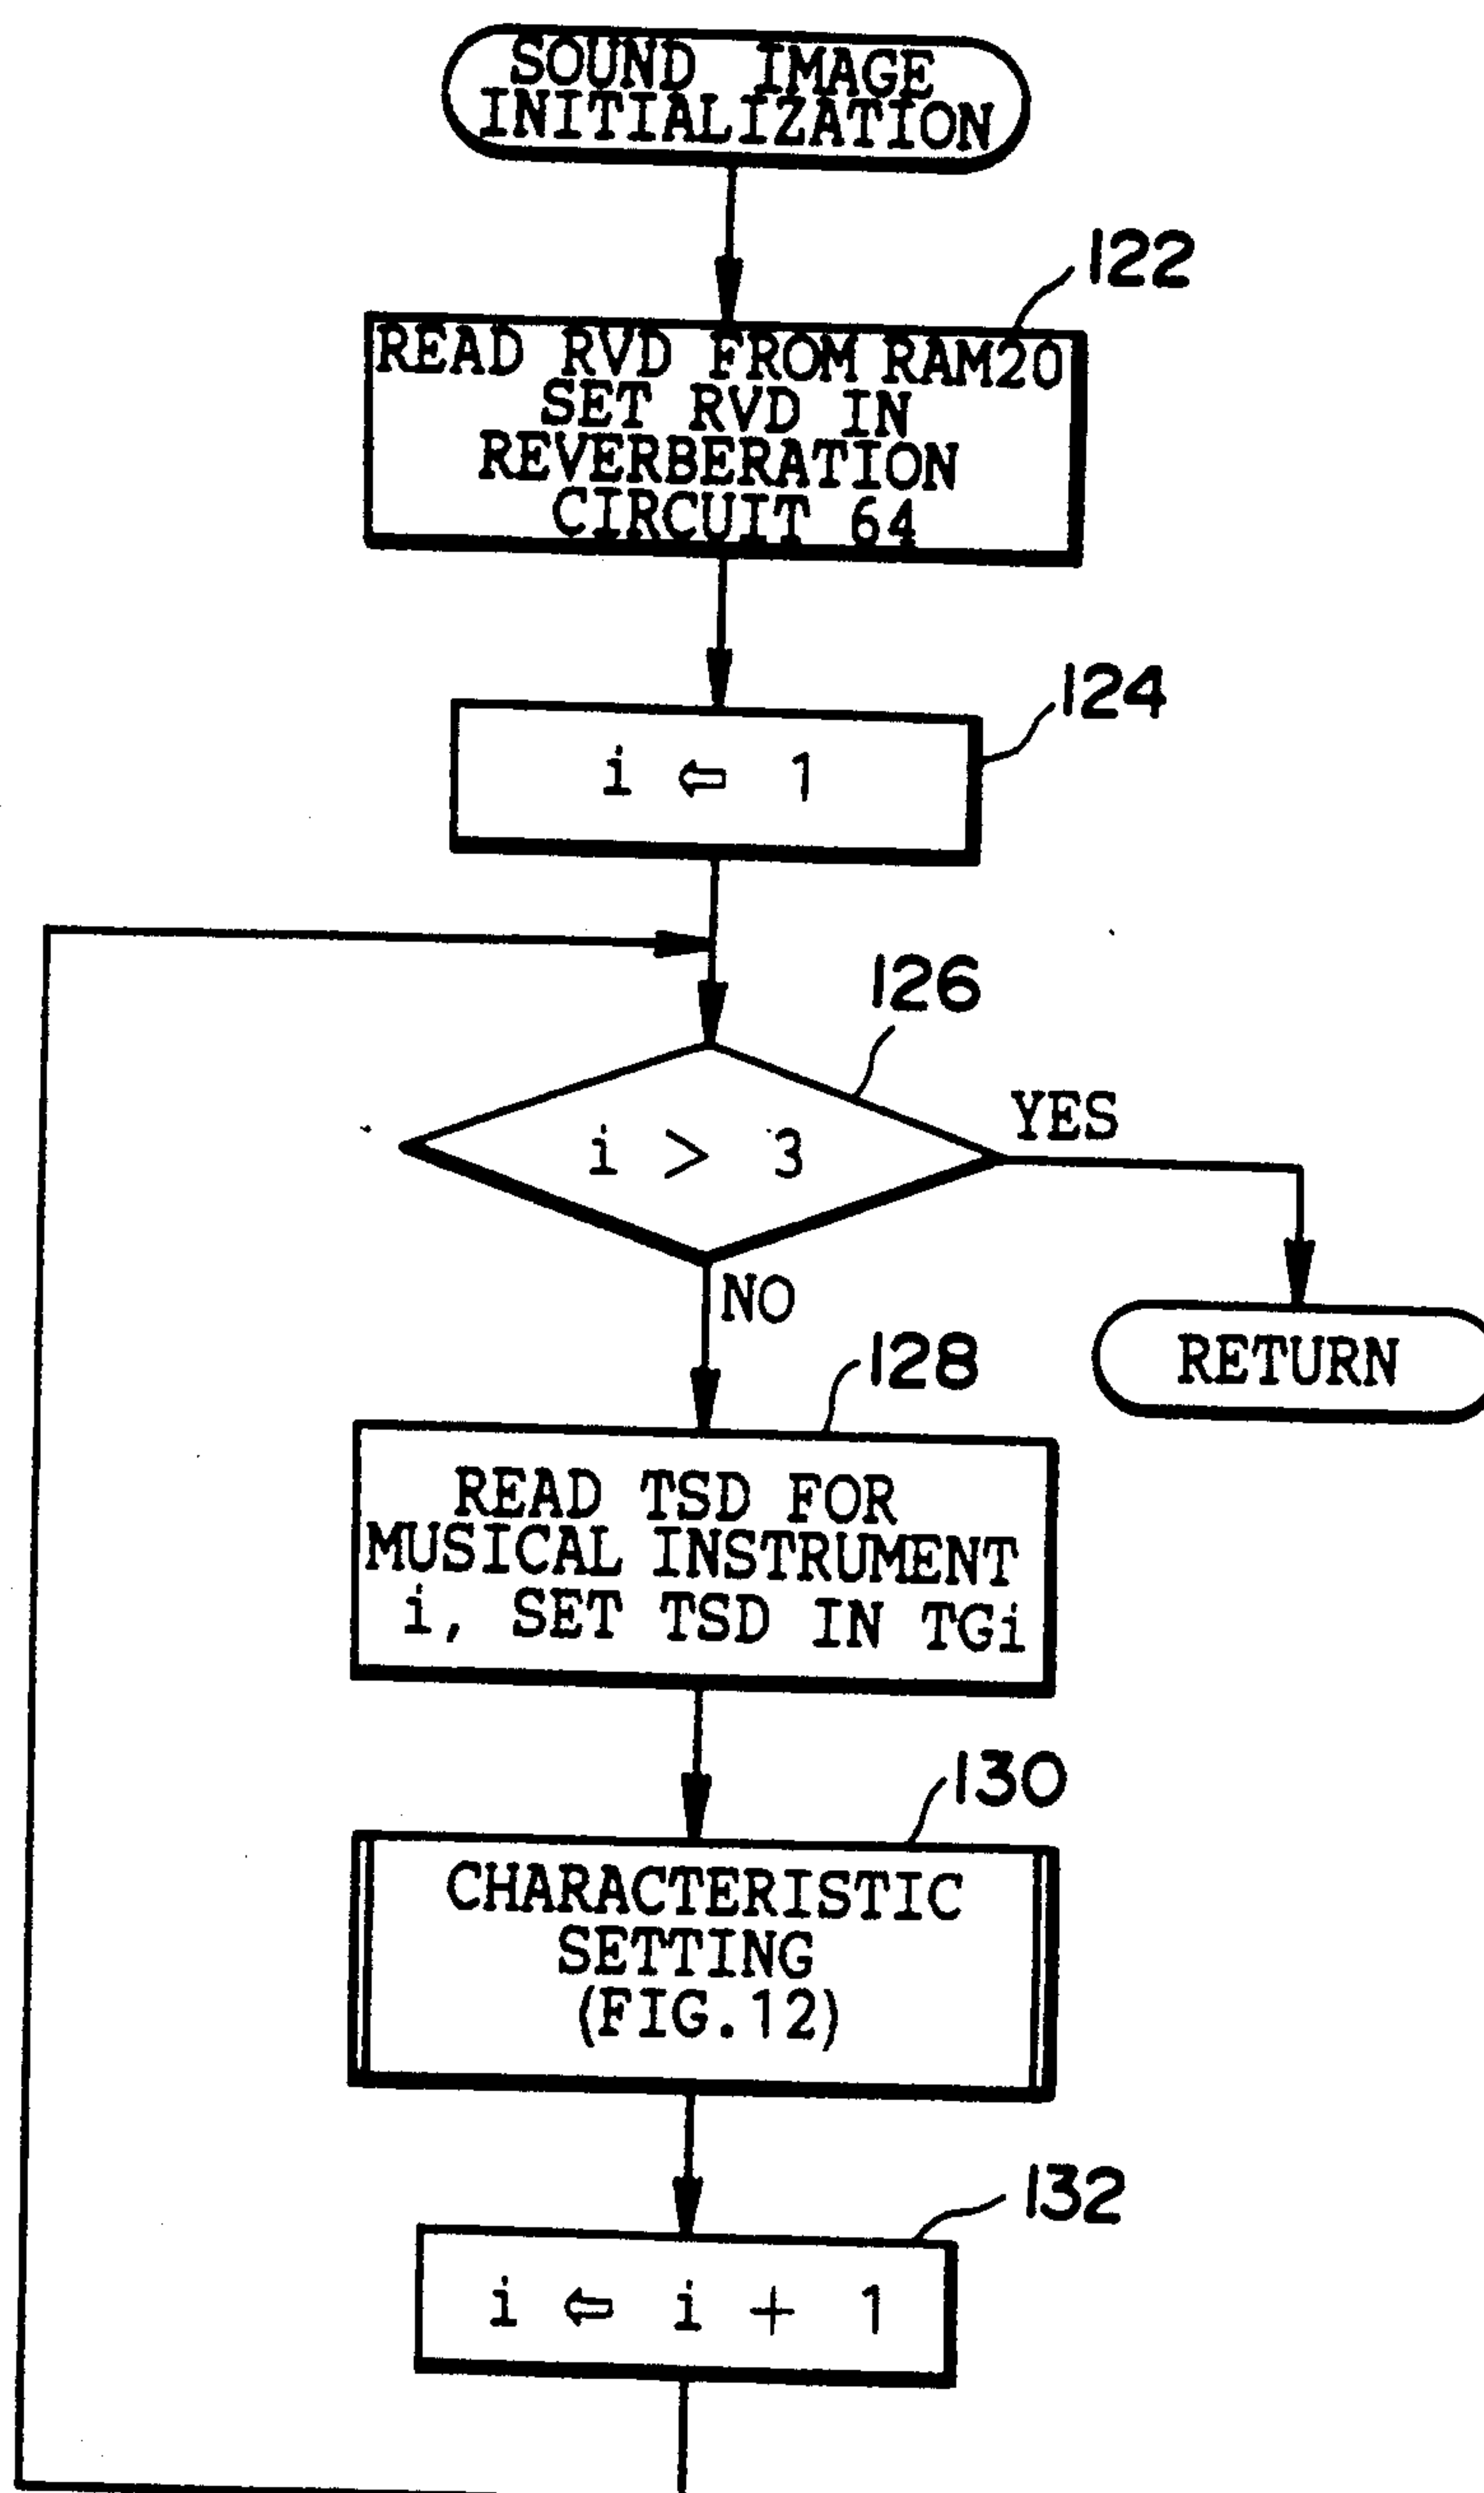 SOUND IMAGE
INITIALIZATION
122
READ RVD FROM RAM20
SET RVD IN
REVERBERATION
CIRCUIT 64
124
i ⇦ 1
126
i > 3
YES
NO
RETURN
128
READ TSD FOR
MUSICAL INSTRUMENT
i, SET TSD IN TGi
130
CHARACTERISTIC
SETTING
(FIG.12)
132
i ⇦ i + 1